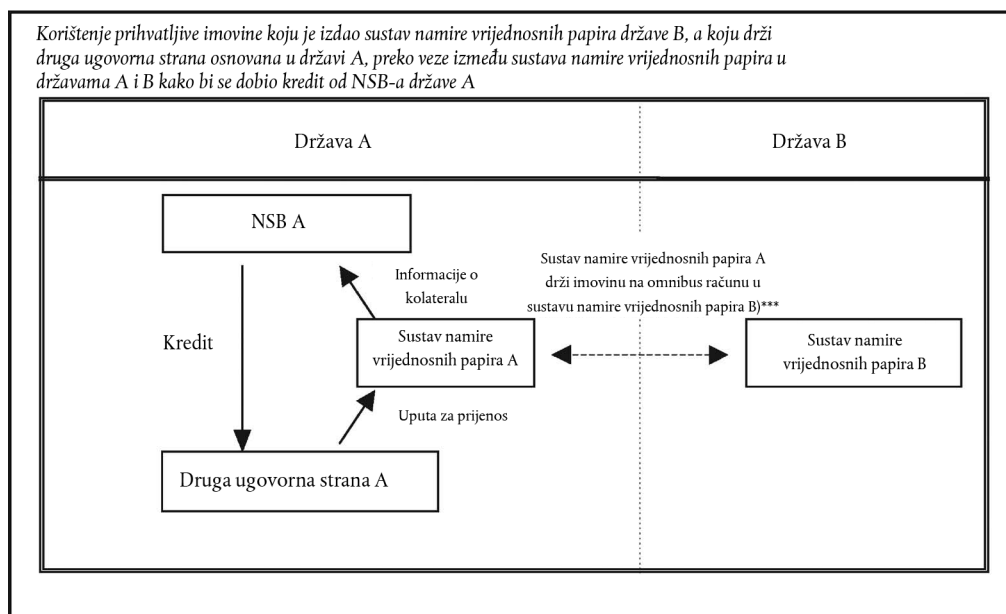 Korištenje prihvatljive imovine koju je izdao sustav namire vrijednosnih papira države B, a koju drži
druga ugovorna strana osnovana u državi A, preko veze između sustava namire vrijednosnih papira u
državama A i B kako bi se dobio kredit od NSB-a države A
Država A
Država B
NSB A
Informacije o
kolateralu
Sustav namire vrijednosnih papira A
drži imovinu na omnibus računu u
sustavu namire vrijednosnih papira B)***
Kredit
Sustav namire
vrijednosnih papira A
Sustav namire
vrijednosnih papira B
Uputa za prijenos
Druga ugovorna strana A